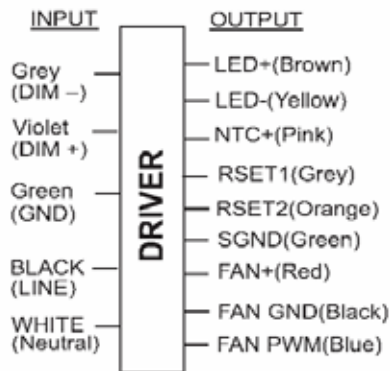 INPUT
Grey
(DIM –)
Violet
(DIM +)
Green
(GND)
BLACK
(LINE)
WHITE
(Neutral)
DRIVER
OUTPUT
LED+(Brown)
LED-(Yellow)
NTC+(Pink)
RSET1(Grey)
RSET2(Orange)
SGND(Green)
FAN+(Red)
FAN GND(Black)
FAN PWM(Blue)